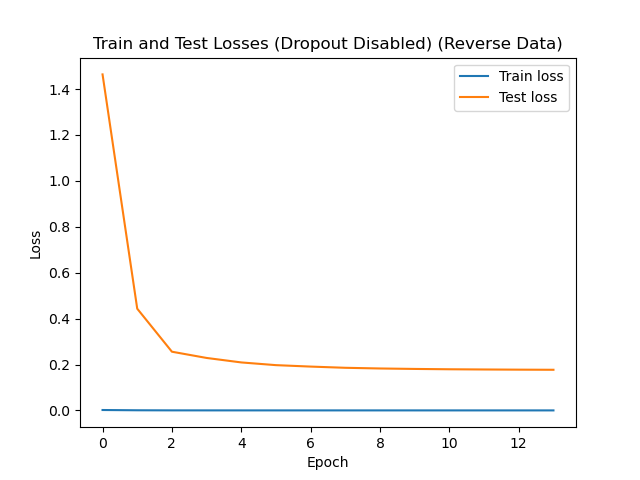 Train and Test Losses (Dropout Disabled) (Reverse Data)
Train loss
Test loss
1.4
1.2
1.0
0.8
0.6
0.4
0.2
0.0
Loss
0 2 4 6 8 10 12
Epoch